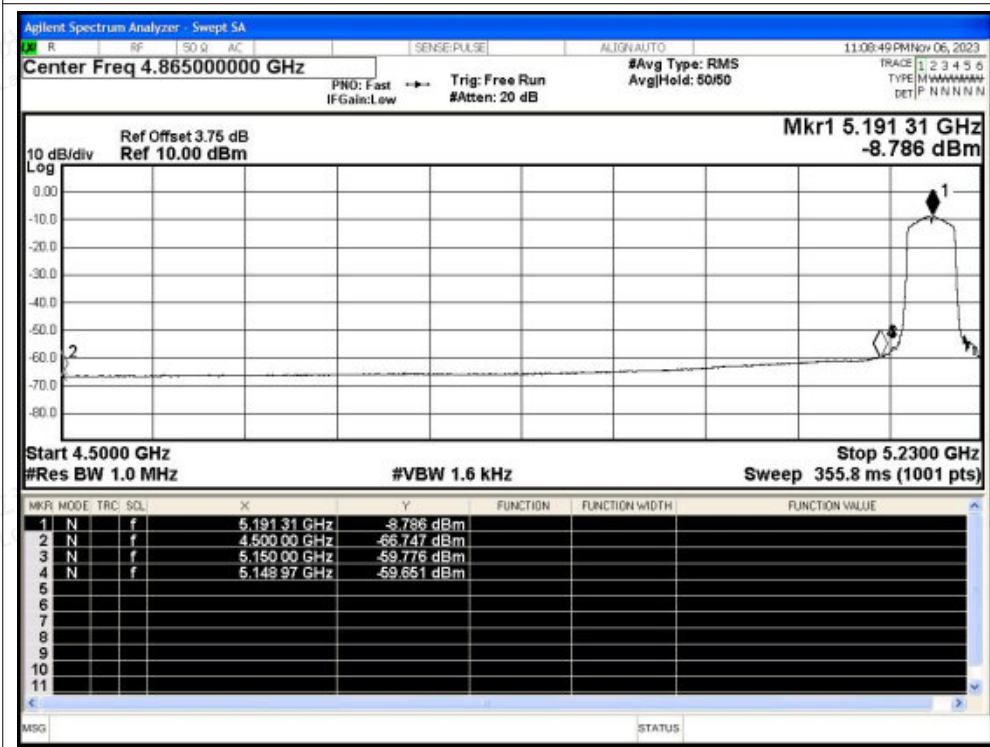 Agilent Spectrum Analyzer - Swept SA
LXI R RF 50 Ω AC SENSE:PULSE ALIGNAUTO 11:08:49 PM Nov 06, 2023
Center Freq 4.865000000 GHz
PNO: Fast
IFGain:Low
Trig: Free Run
#Atten: 20 dB
#Avg Type: RMS
Avg|Hold: 50/50
TRACE 1 2 3 4 5 6
TYPE M WWWWW
DET P N N N N N
Ref Offset 3.75 dB
10 dB/div Ref 10.00 dBm
Log
Mkr1 5.191 31 GHz
-8.786 dBm
0.00
-10.0
-20.0
-30.0
-40.0
-50.0
-60.0
-70.0
-80.0
1
2
Start 4.5000 GHz Stop 5.2300 GHz
#Res BW 1.0 MHz #VBW 1.6 kHz Sweep 355.8 ms (1001 pts)
MKR MODE TRC SCL X Y FUNCTION FUNCTION WIDTH FUNCTION VALUE
1 N f 5.191 31 GHz -8.786 dBm
2 N f 4.500 00 GHz -66.747 dBm
3 N f 5.150 00 GHz -59.776 dBm
4 N f 5.148 97 GHz -59.651 dBm
5
6
7
8
9
10
11
MSG STATUS